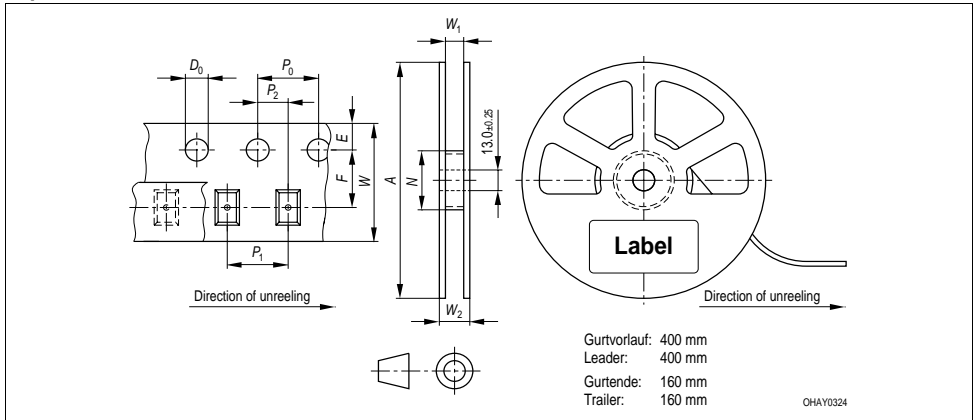 W1
D0
P0
P2
E
F
W
A
N
13.0±0.25
P1
W2
Label
Direction of unreeling
Direction of unreeling
Gurtvorlauf: 400 mm
Leader: 400 mm
Gurtende: 160 mm
Trailer: 160 mm
OHAY0324